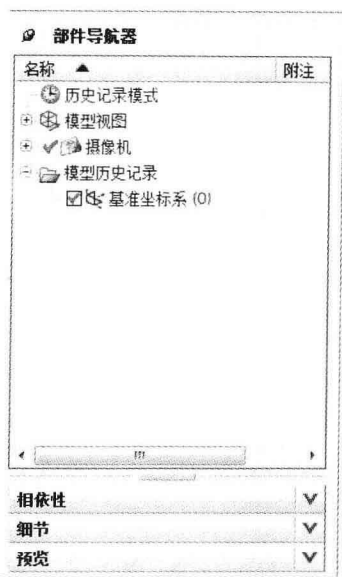 部件导航器
名称 附注
历史记录模式
模型视图
摄像机
模型历史记录
基准坐标系 (0)
相依性
细节
预览